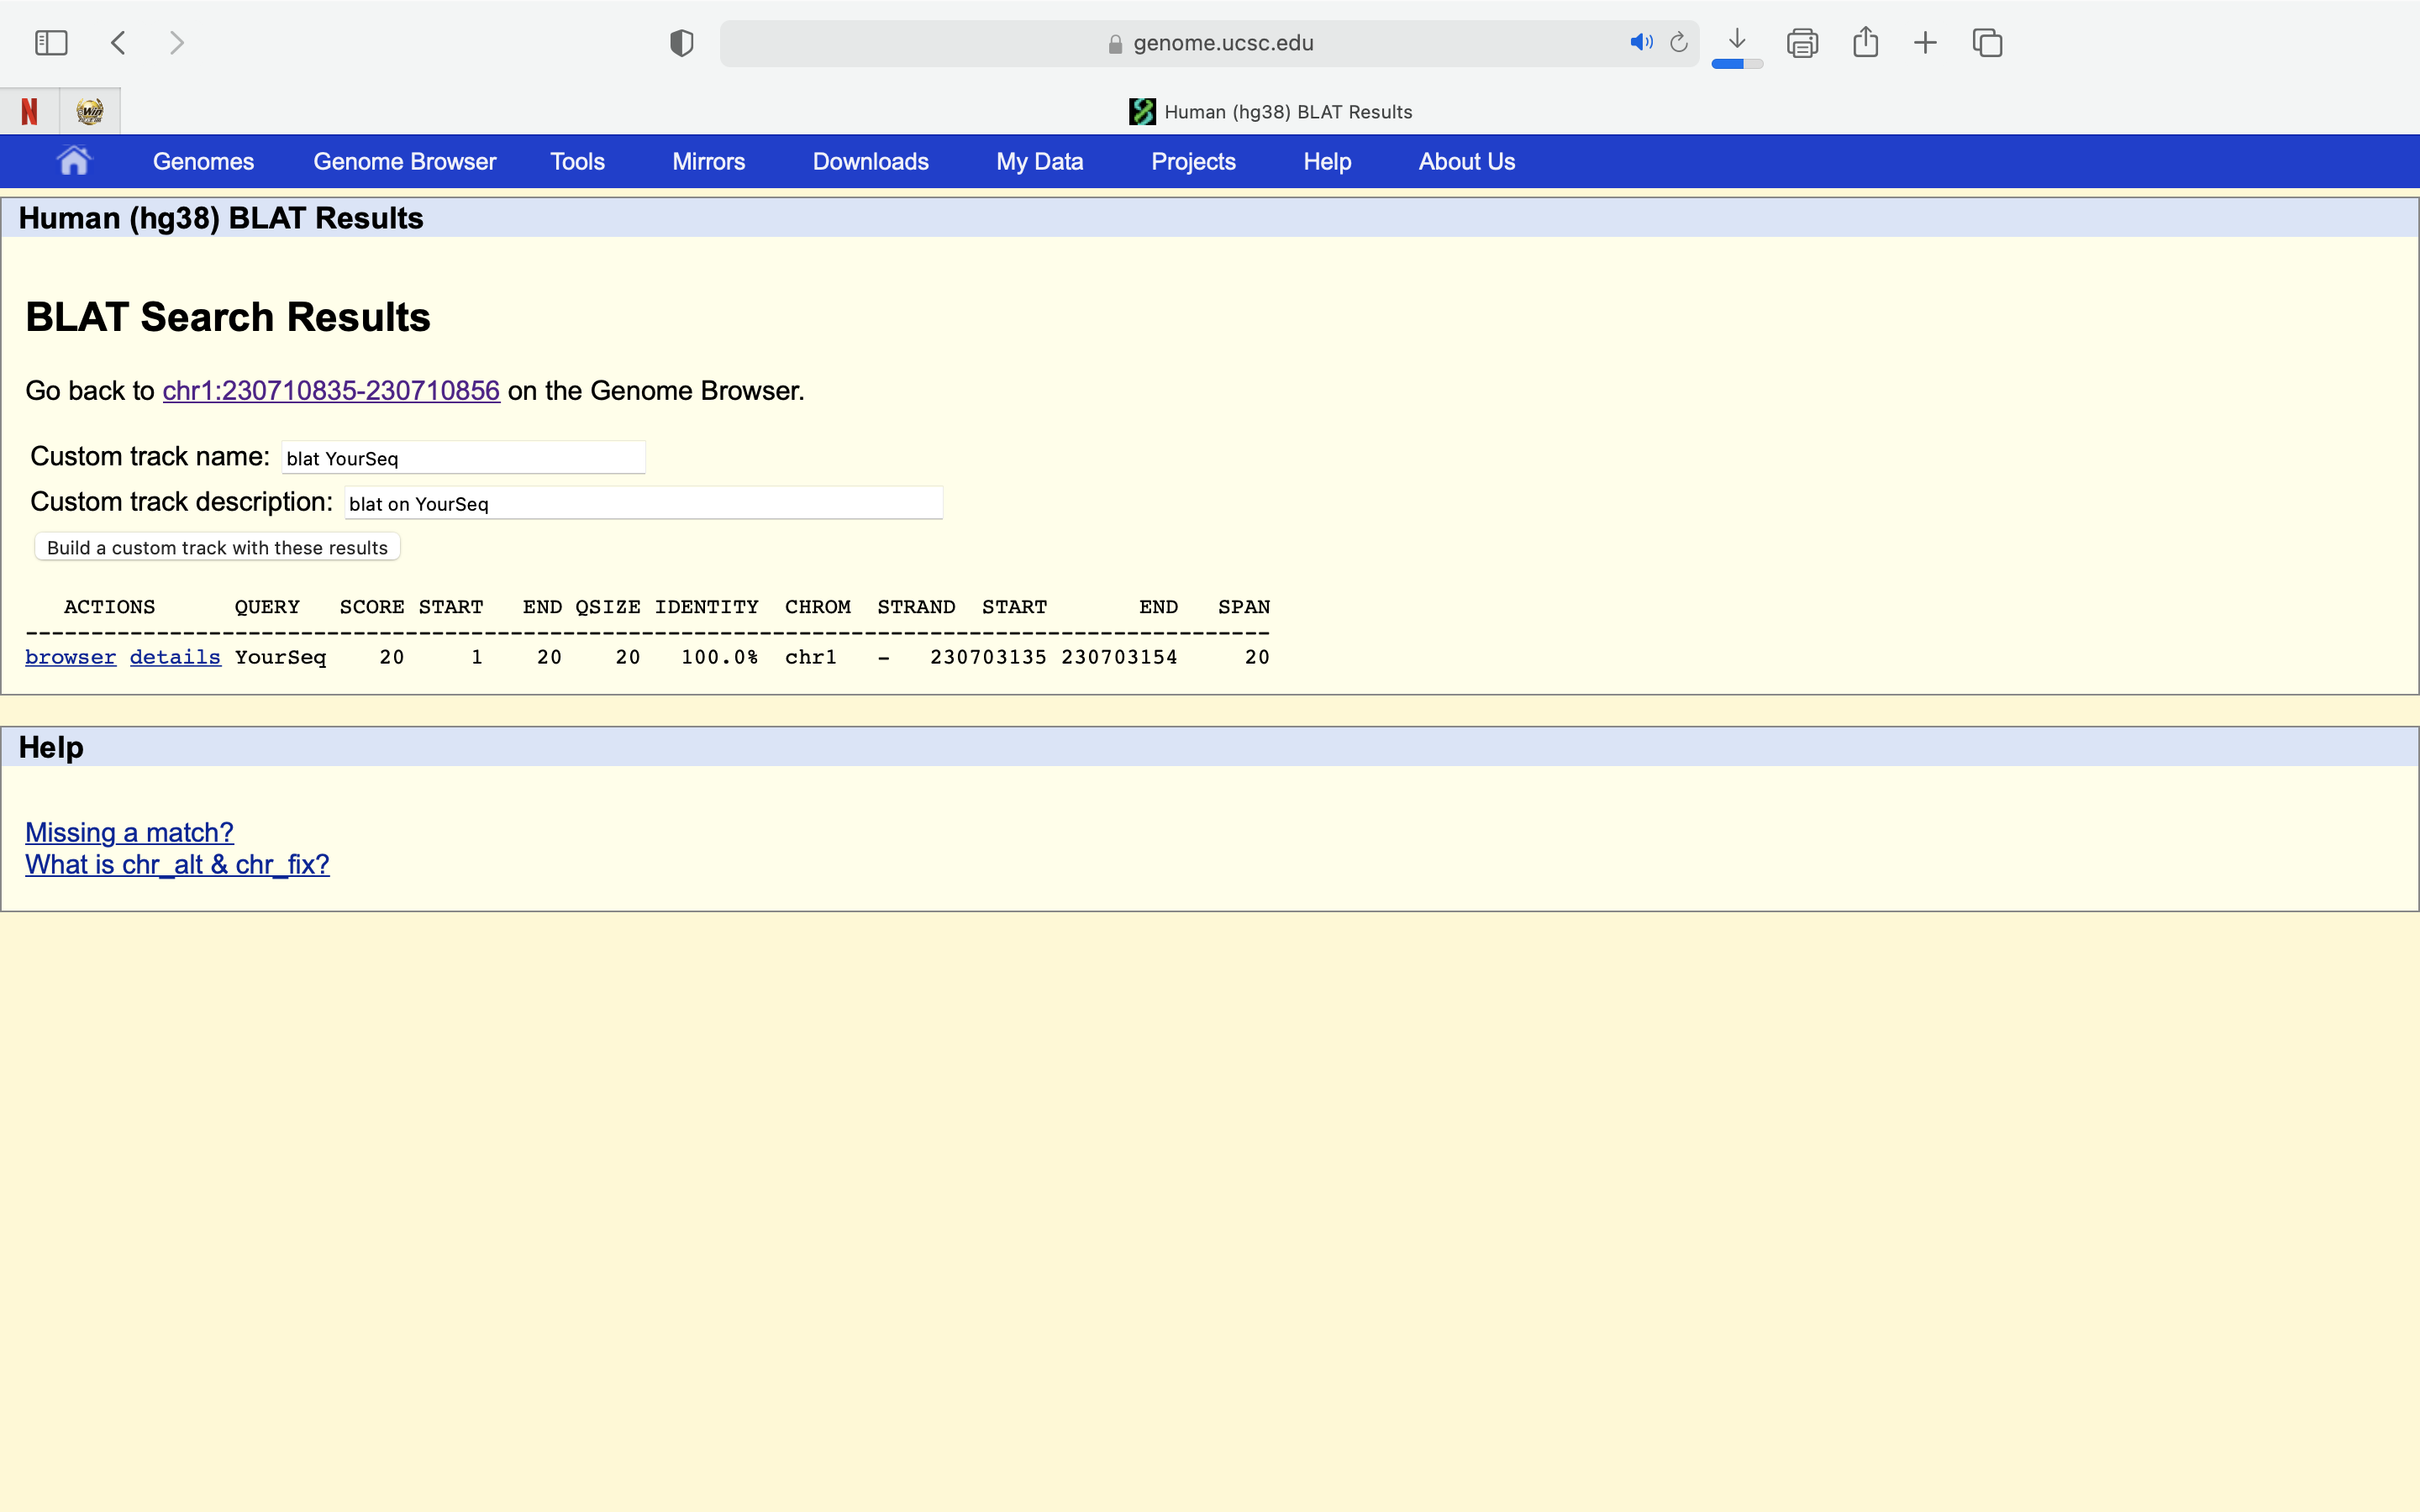 genome.ucsc.edu
N
Win
Human (hg38) BLAT Results
Genomes Genome Browser Tools Mirrors Downloads My Data Projects Help About Us
Human (hg38) BLAT Results
BLAT Search Results
Go back to chr1:230710835-230710856 on the Genome Browser.
Custom track name: blat YourSeq
Custom track description: blat on YourSeq
Build a custom track with these results
ACTIONS QUERY SCORE START END QSIZE IDENTITY CHROM STRAND START END SPAN
-----------------------------------------------------------------------------------------------
browser details YourSeq 20 1 20 20 100.0% chr1 - 230703135 230703154 20
Help
Missing a match?
What is chr_alt & chr_fix?